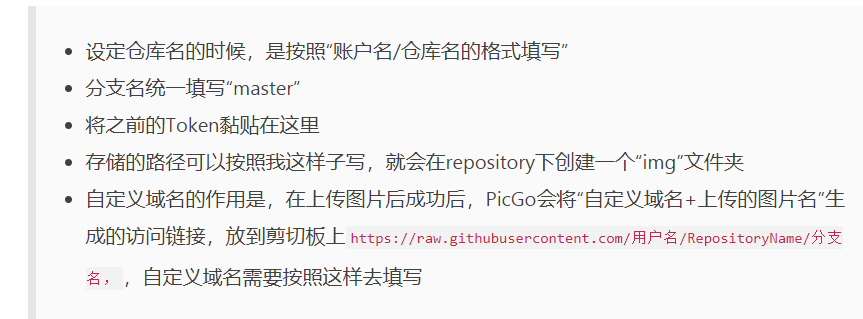 设定仓库名的时候，是按照“账户名/仓库名的格式填写”
分支名统一填写“master”
将之前的Token黏贴在这里
存储的路径可以按照我这样子写，就会在repository下创建一个“img”文件夹
自定义域名的作用是，在上传图片后成功后，PicGo会将“自定义域名+上传的图片名”生
成的访问链接，放到剪切板上https://raw.githubusercontent.com/用户名/RepositoryName/分支
名，，自定义域名需要按照这样去填写